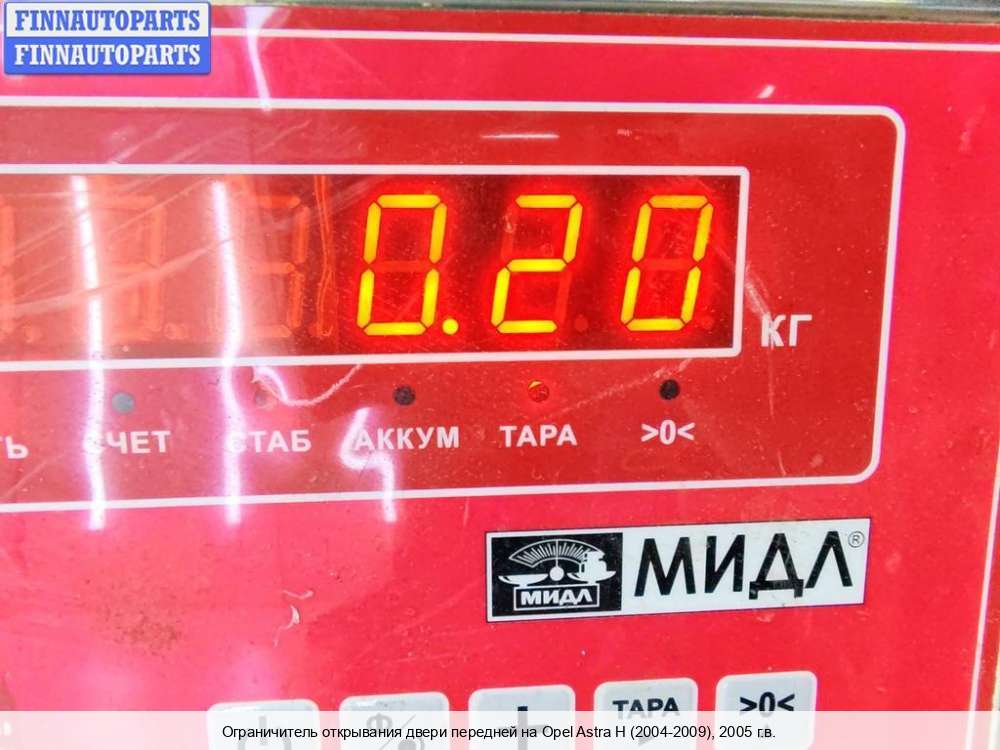 FINNAUTOPARTS
FINNAUTOPARTS
0.20
КГ
СЧЕТ СТАБ АККУМ ТАРА >0<
МИДЛ МИДЛ®
ТАРА >0<
Ограничитель открывания двери передней на Opel Astra H (2004-2009), 2005 г.в.